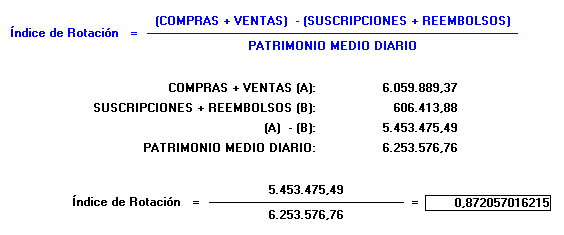 (COMPRAS + VENTAS) - (SUSCRIPCIONES + REEMBOLSOS)
Índice de Rotación =
PATRIMONIO MEDIO DIARIO
COMPRAS + VENTAS (A): 6.059.889,37
SUSCRIPCIONES + REEMBOLSOS (B): 606.413,88
(A) - (B): 5.453.475,49
PATRIMONIO MEDIO DIARIO: 6.253.576,76
5.453.475,49
Índice de Rotación = = 0,872057016215
6.253.576,76